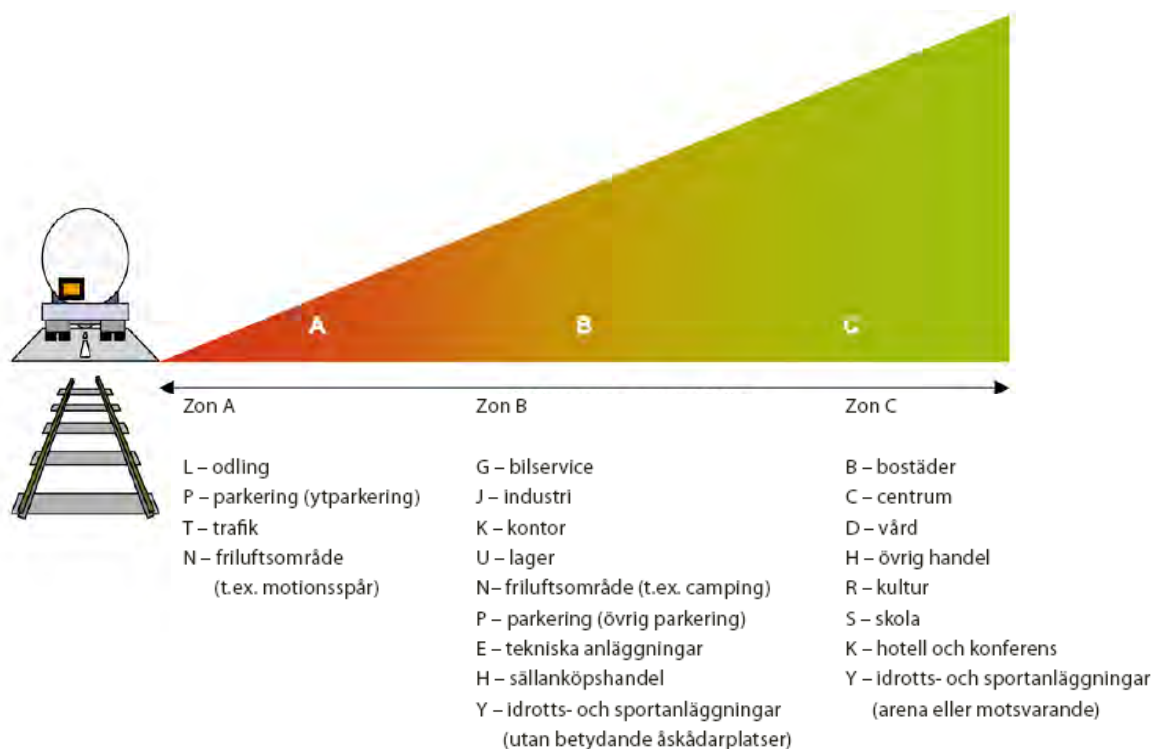 A
B
C
Zon A
L – odling
P – parkering (ytparkering)
T – trafik
N – friluftsområde
(t.ex. motionsspår)
Zon B
G – bilservice
J – industri
K – kontor
U – lager
N– friluftsområde (t.ex. camping)
P – parkering (övrig parkering)
E – tekniska anläggningar
H – sällanköpshandel
Y – idrotts- och sportanläggningar
(utan betydande åskådarplatser)
Zon C
B – bostäder
C – centrum
D – vård
H – övrig handel
R – kultur
S – skola
K – hotell och konferens
Y – idrotts- och sportanläggningar
(arena eller motsvarande)